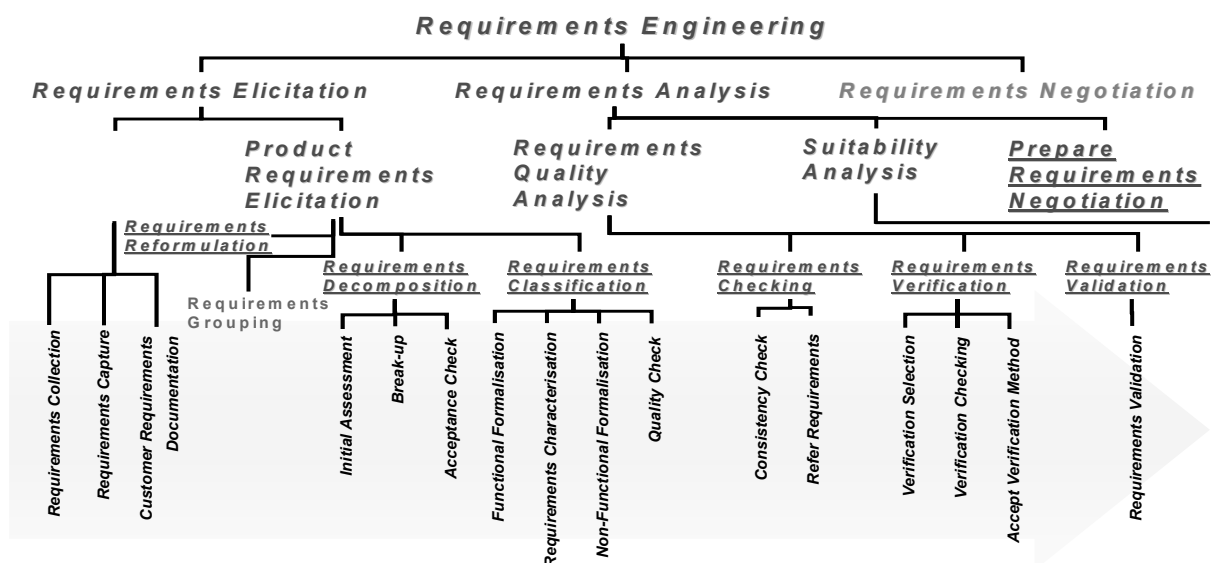 Requirements Engineering
Requirements Elicitation
Requirements Analysis
Requirements Negotiation
Product
Requirements
Elicitation
Requirements
Quality
Analysis
Suitability
Analysis
Prepare
Requirements
Negotiation
Requirements
Reformulation
Requirements
Grouping
Requirements
Decomposition
Requirements
Classification
Requirements
Checking
Requirements
Verification
Requirements
Validation
Requirements Collection
Requirements Capture
Customer Requirements
Documentation
Initial Assessment
Break-up
Acceptance Check
Functional Formalisation
Requirements Characterisation
Non-Functional Formalisation
Quality Check
Consistency Check
Refer Requirements
Verification Selection
Verification Checking
Accept Verification Method
Requirements Validation